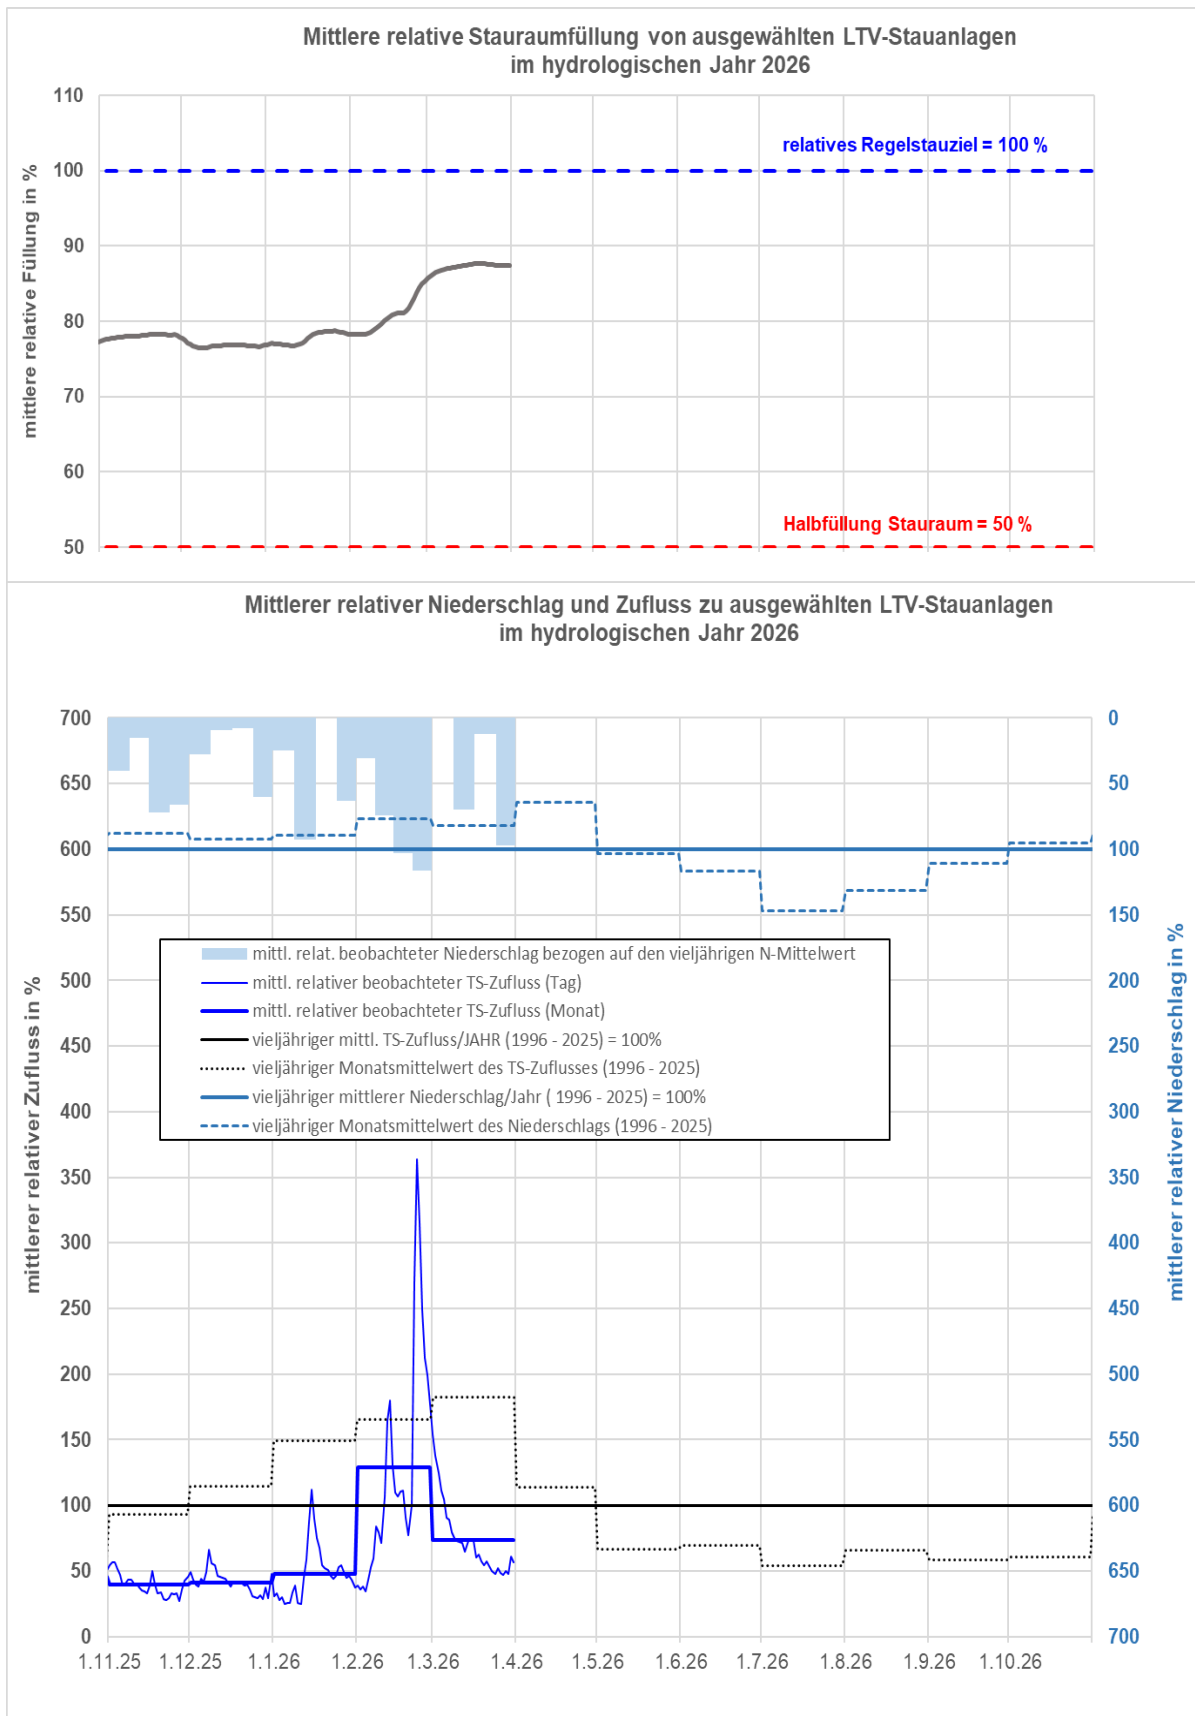 Mittlere relative Stauraumfüllung von ausgewählten LTV-Stauanlagen
im hydrologischen Jahr 2026
mittlere relative Füllung in %
110
100
90
80
70
60
50
relatives Regelstauziel = 100 %
Halbfüllung Stauraum = 50 %
Mittlerer relativer Niederschlag und Zufluss zu ausgewählten LTV-Stauanlagen
im hydrologischen Jahr 2026
mittlerer relativer Zufluss in %
700
650
600
550
500
450
400
350
300
250
200
150
100
50
0
mittl. relat. beobachteter Niederschlag bezogen auf den vieljährigen N-Mittelwert
mittl. relativer beobachteter TS-Zufluss (Tag)
mittl. relativer beobachteter TS-Zufluss (Monat)
vieljähriger mittl. TS-Zufluss/JAHR (1996 - 2025) = 100%
vieljähriger Monatsmittelwert des TS-Zuflusses (1996 - 2025)
vieljähriger mittlerer Niederschlag/Jahr ( 1996 - 2025) = 100%
vieljähriger Monatsmittelwert des Niederschlags (1996 - 2025)
0
50
100
150
200
250
300
350
400
450
500
550
600
650
700
mittlerer relativer Niederschlag in %
1.11.25 1.12.25 1.1.26 1.2.26 1.3.26 1.4.26 1.5.26 1.6.26 1.7.26 1.8.26 1.9.26 1.10.26